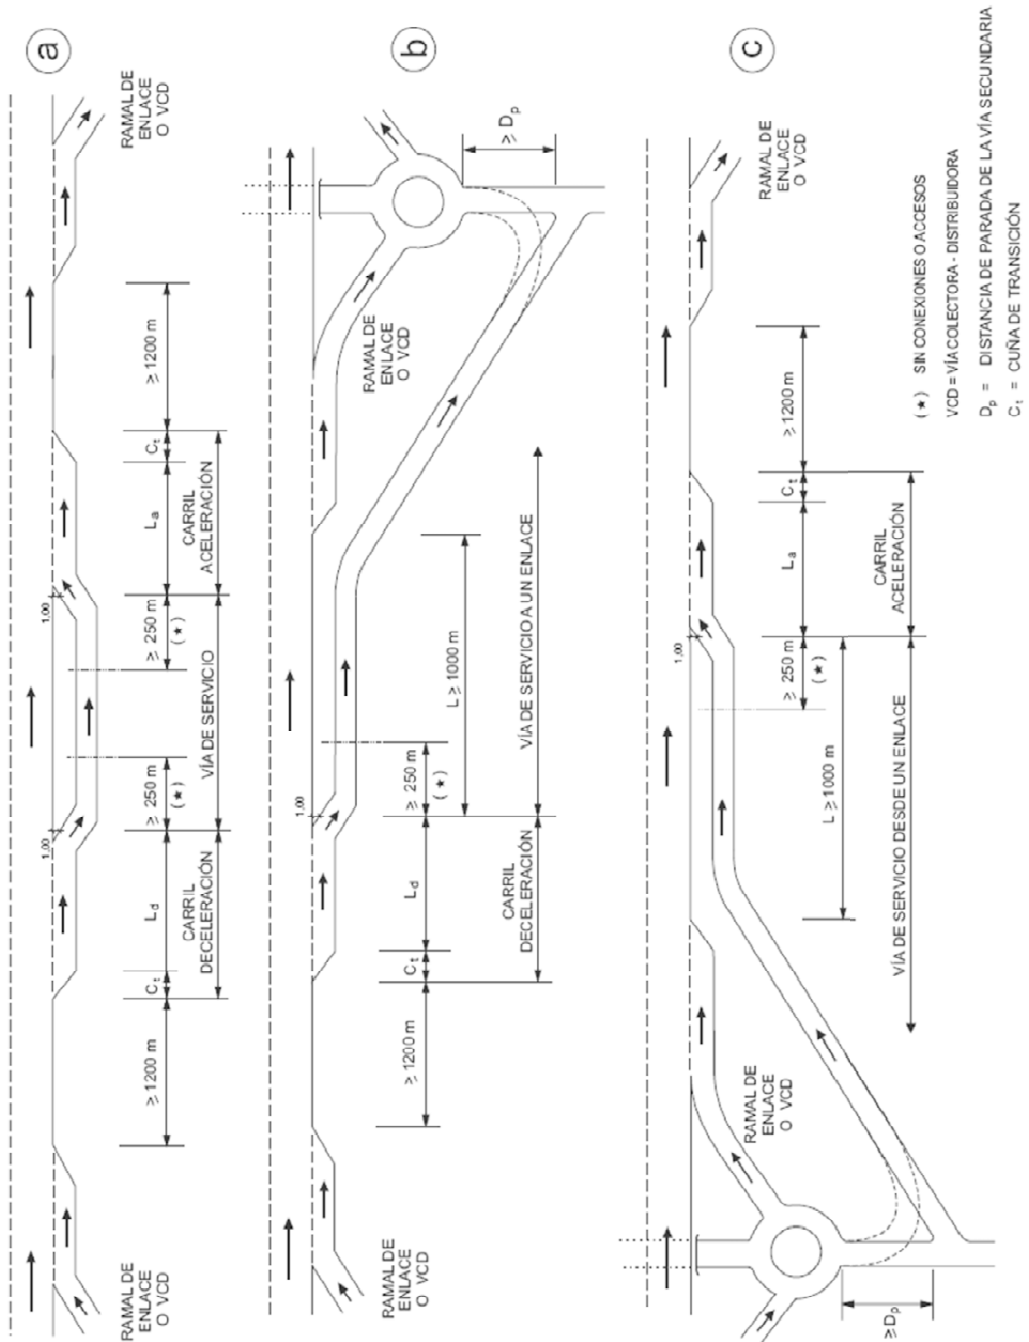 a
RAMAL DE
ENLACE
O VCD
≥ 1200 m
Ct
Ld
CARRIL
DECELERACIÓN
1,00
≥ 250 m
(★)
VÍA DE SERVICIO
≥ 250 m
(★)
1,00
La
Ct
CARRIL
ACELERACIÓN
≥ 1200 m
RAMAL DE
ENLACE
O VCD
b
RAMAL DE
ENLACE
O VCD
≥ 1200 m
Ct
Ld
CARRIL
DECELERACIÓN
1,00
≥ 250 m
(★)
L ≥ 1000 m
VÍA DE SERVICIO A UN ENLACE
RAMAL DE
ENLACE
O VCD
≥ Dp
c
≥ Dp
RAMAL DE
ENLACE
O VCD
VÍA DE SERVICIO DESDE UN ENLACE
L ≥ 1000 m
≥ 250 m
(★)
1,00
La
Ct
CARRIL
ACELERACIÓN
≥ 1200 m
RAMAL DE
ENLACE
O VCD
(★) SIN CONEXIONES O ACCESOS
VCD = VÍA COLECTORA - DISTRIBUIDORA
Dp = DISTANCIA DE PARADA DE LA VÍA SECUNDARIA
Ct = CUÑA DE TRANSICIÓN